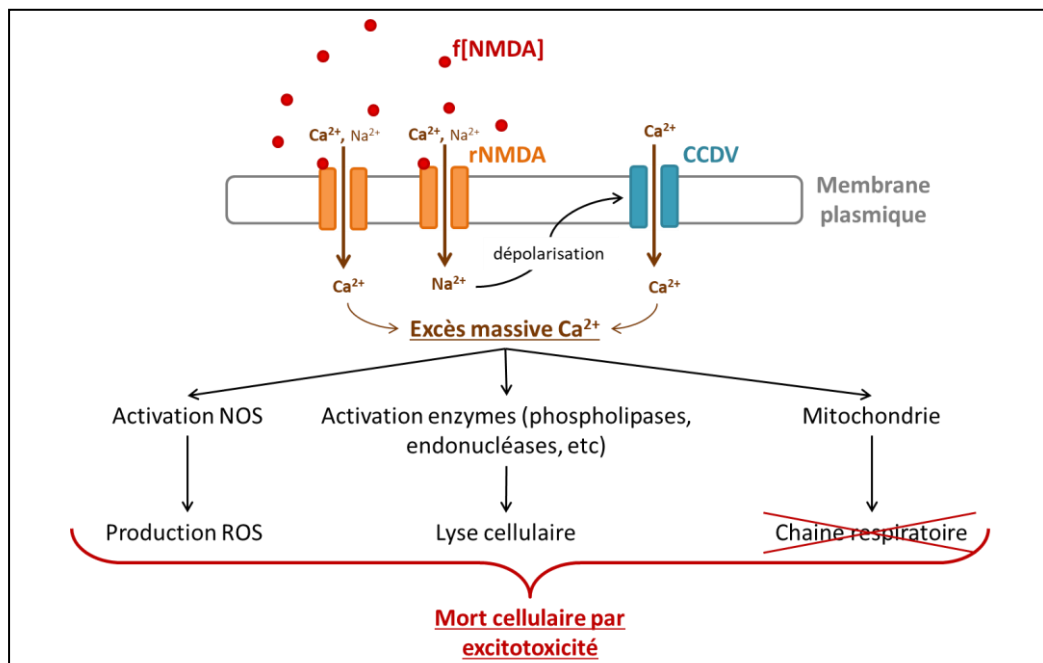 f[NMDA]
Ca²⁺, Na²⁺
Ca²⁺, Na²⁺
Ca²⁺
rNMDA
CCDV
Membrane
plasmique
dépolarisation
Ca²⁺
Na²⁺
Ca²⁺
Excès massive Ca²⁺
Activation NOS
Activation enzymes (phospholipases,
endonucléases, etc)
Mitochondrie
Production ROS
Lyse cellulaire
Chaine respiratoire
Mort cellulaire par
excitotoxicité